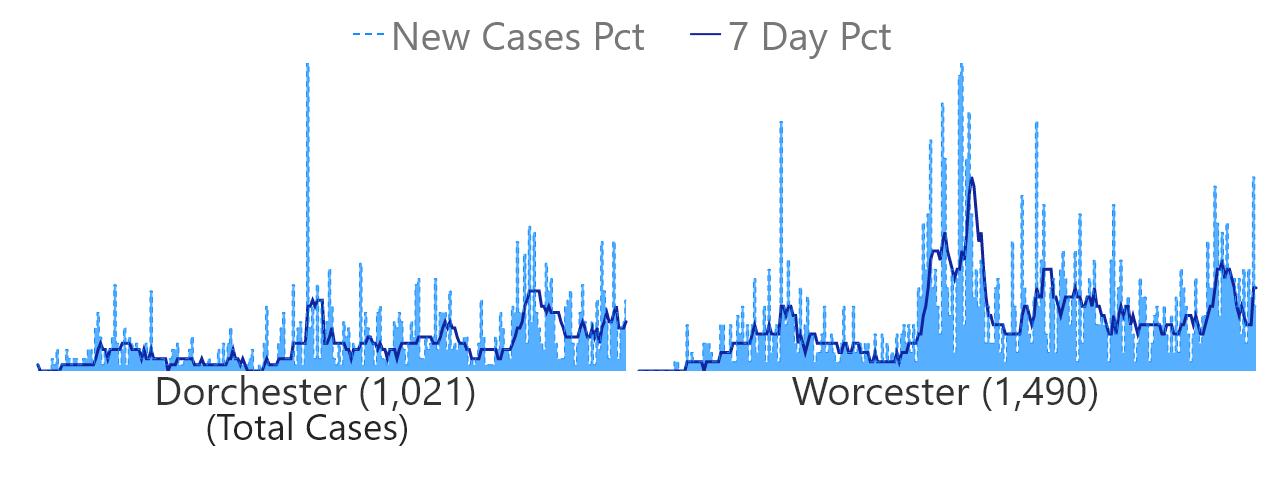 New Cases Pct 7 Day Pct
Dorchester (1,021) Worcester (1,490)
(Total Cases)